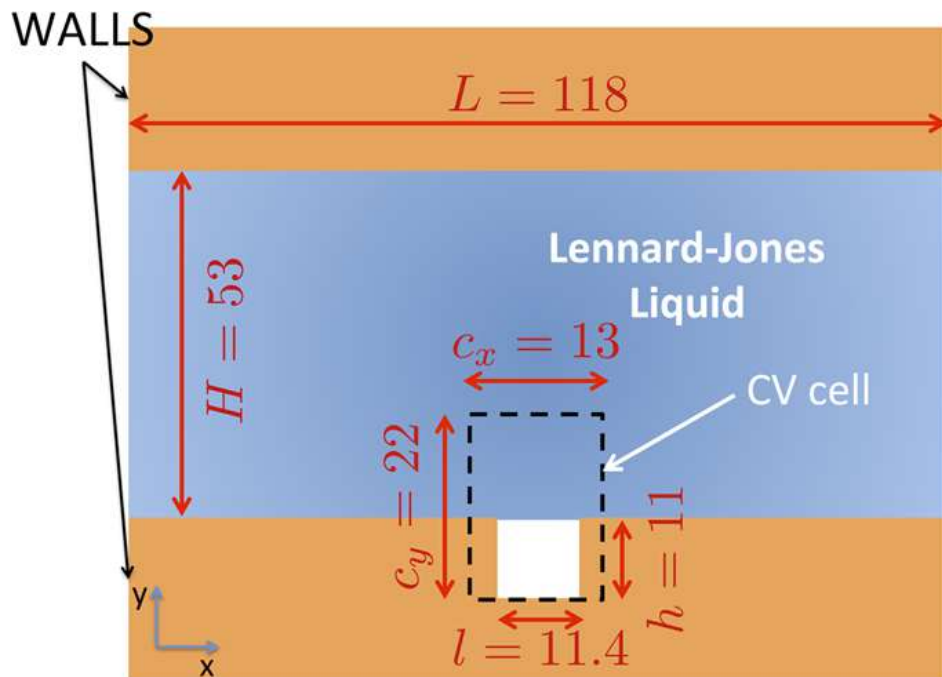 WALLS
L = 118
H = 53
Lennard-Jones
Liquid
c_x = 13
CV cell
c_y = 22
h = 11
l = 11.4
y
x